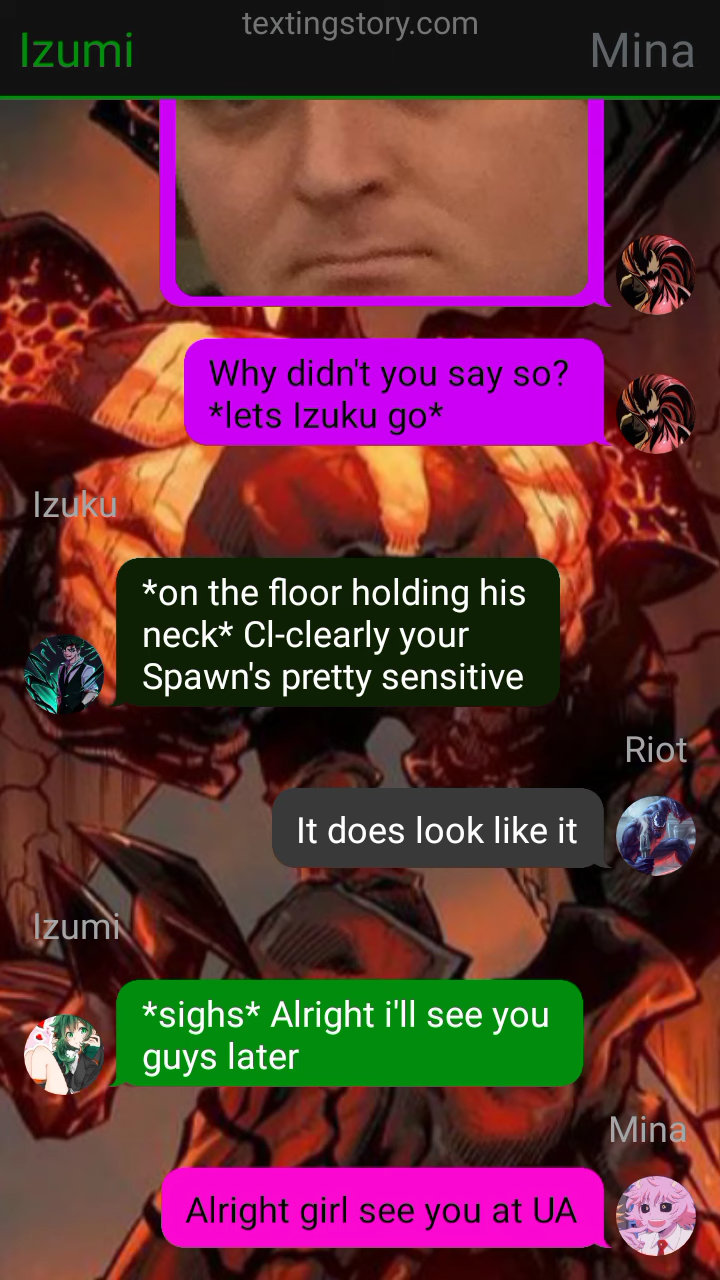 textingstory.com
Izumi
Mina
Why didn't you say so?
*lets Izuku go*
Izuku
*on the floor holding his
neck* Cl-clearly your
Spawn's pretty sensitive
Riot
It does look like it
Izumi
*sighs* Alright i'll see you
guys later
Mina
Alright girl see you at UA